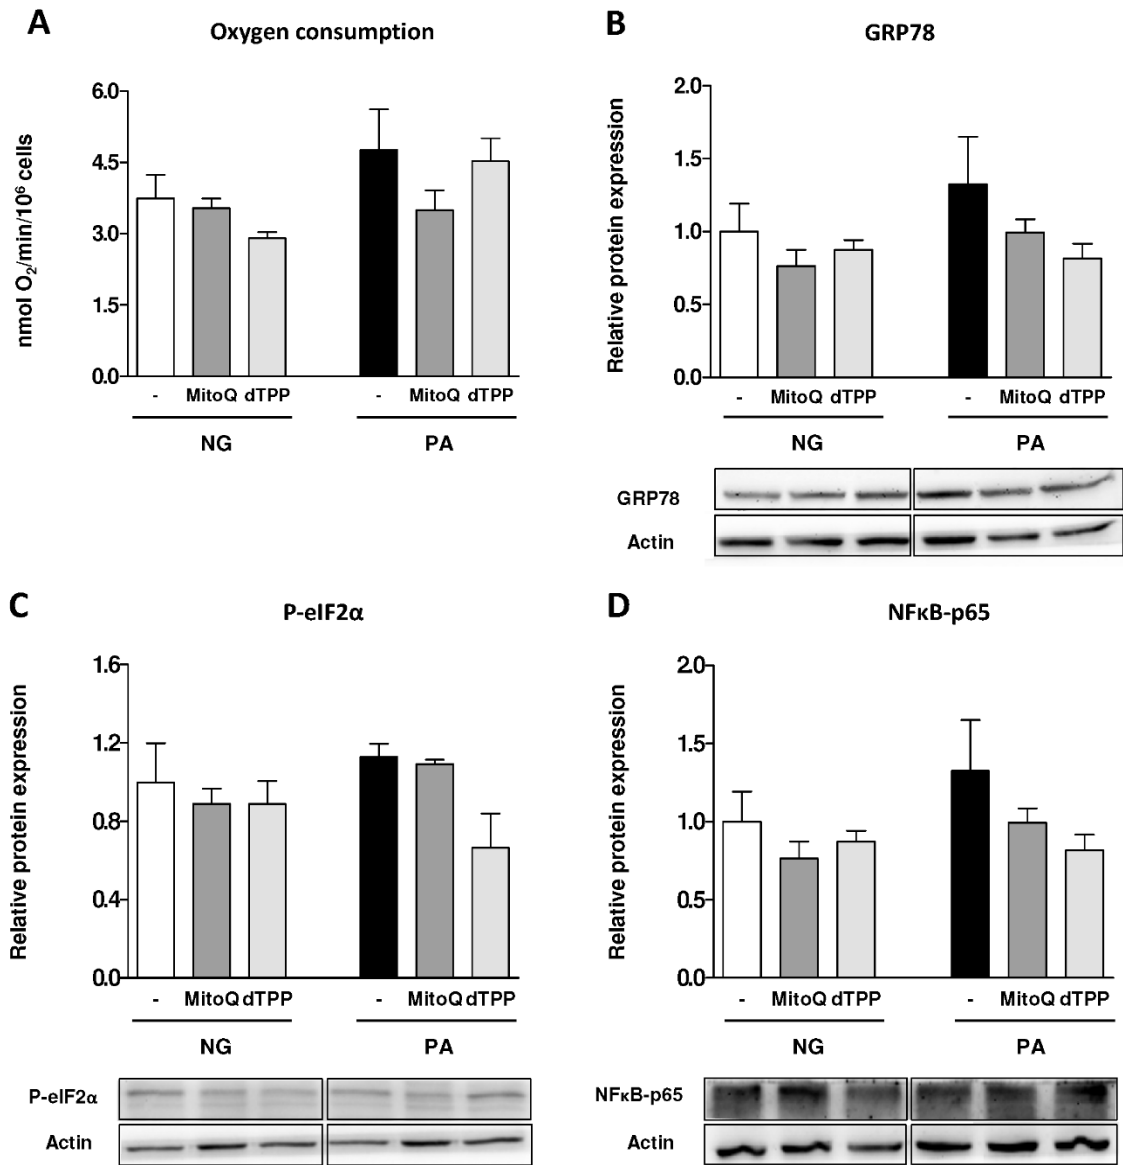 A
Oxygen consumption
nmol O₂/min/10⁶ cells
6.0
4.5
3.0
1.5
0.0
- MitoQ dTPP - MitoQ dTPP
NG PA
B
GRP78
Relative protein expression
2.0
1.5
1.0
0.5
0.0
- MitoQ dTPP - MitoQ dTPP
NG PA
GRP78
Actin
C
P-eIF2α
Relative protein expression
1.6
1.2
0.8
0.4
0.0
- MitoQ dTPP - MitoQ dTPP
NG PA
P-eIF2α
Actin
D
NFκB-p65
Relative protein expression
2.0
1.5
1.0
0.5
0.0
- MitoQ dTPP - MitoQ dTPP
NG PA
NFκB-p65
Actin